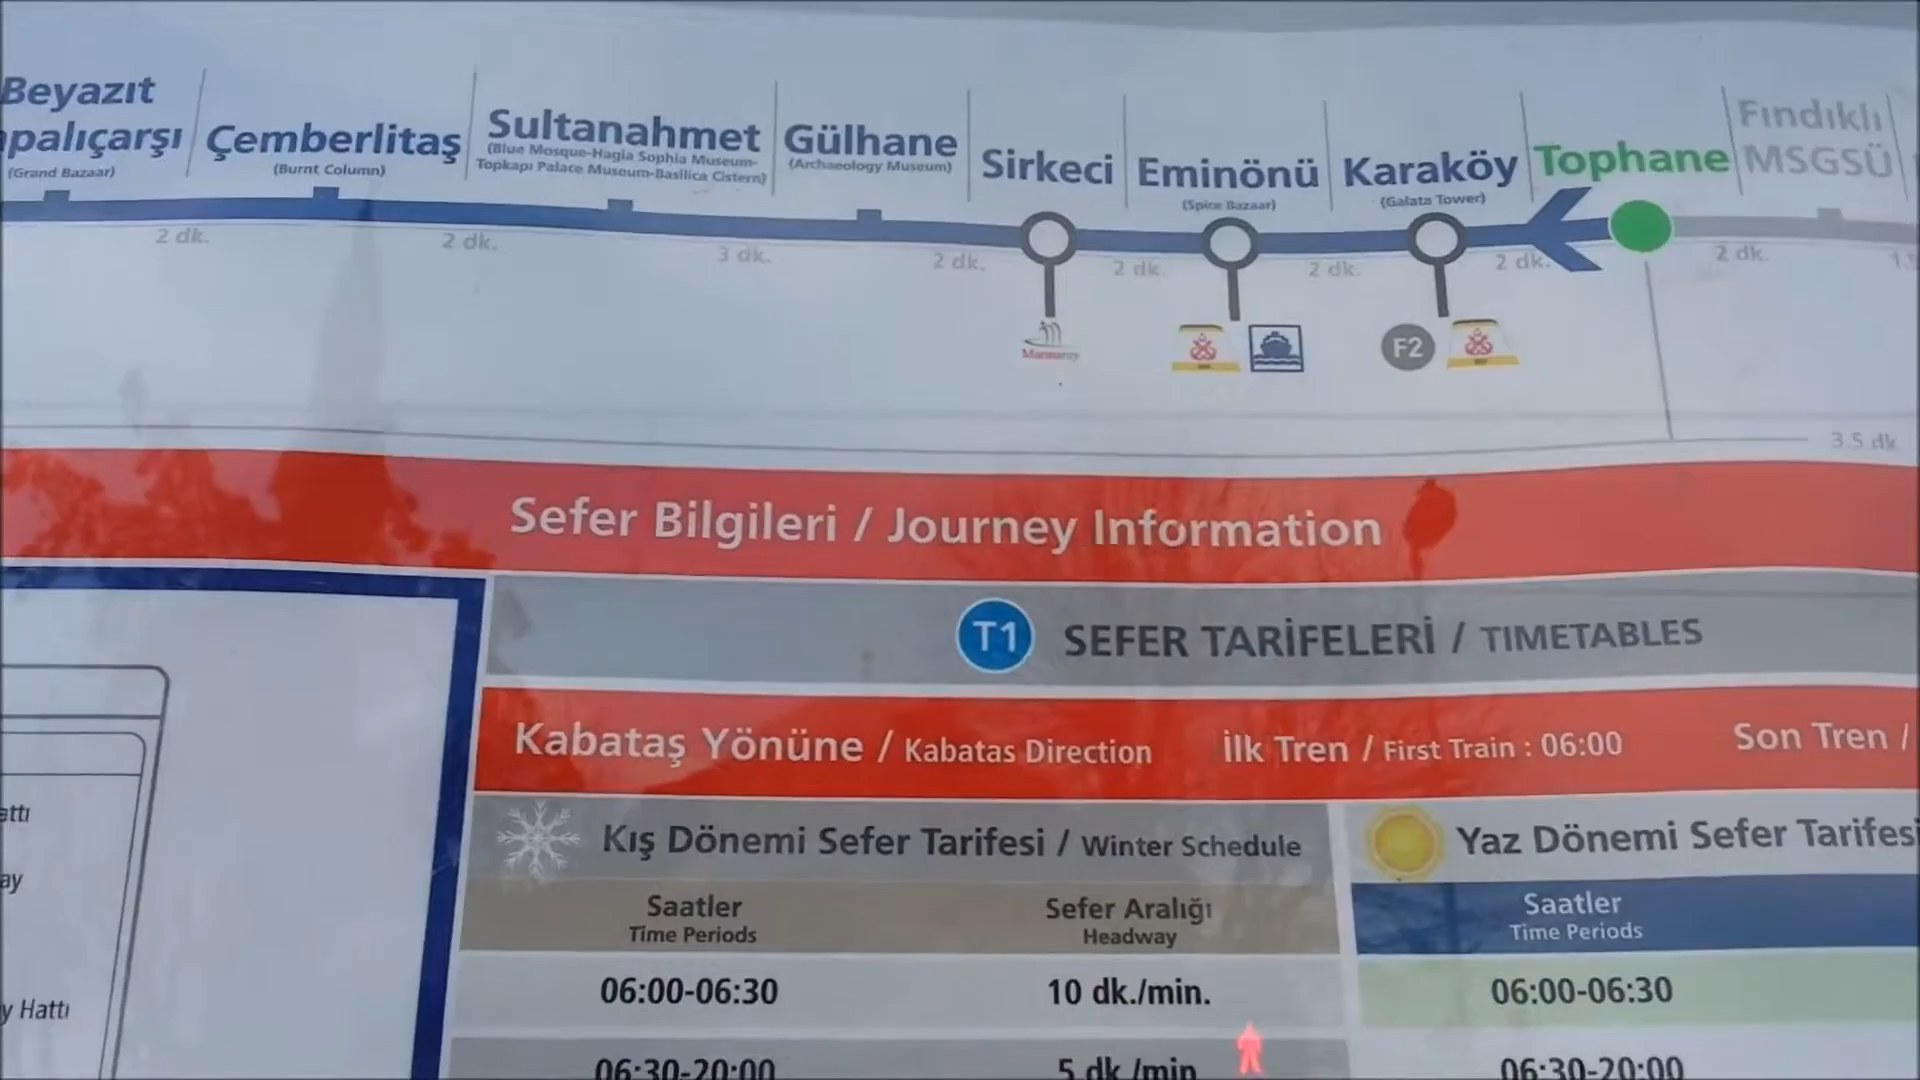 Beyazıt
palıçarşı
(Grand Bazaar)
Çemberlitaş
(Burnt Column)
Sultanahmet
(Blue Mosque-Hagia Sophia Museum-
Topkapı Palace Museum-Basilica Cistern)
Gülhane
(Archaeology Museum)
Sirkeci
Eminönü
(Spice Bazaar)
Karaköy
(Galata Tower)
Tophane
Fındıklı
MSGSÜ
2 dk.
2 dk.
3 dk.
2 dk.
2 dk.
2 dk.
2 dk.
2 dk.
Marmaray
F2
3.5 dk
Sefer Bilgileri / Journey Information
T1 SEFER TARİFELERİ / TIMETABLES
Kabataş Yönüne / Kabatas Direction İlk Tren / First Train : 06:00 Son Tren /
Kış Dönemi Sefer Tarifesi / Winter Schedule
Yaz Dönemi Sefer Tarifesi
Saatler
Time Periods
Sefer Aralığı
Headway
Saatler
Time Periods
06:00-06:30 10 dk./min. 06:00-06:30
06:30-20:00 5 dk./min. 06:30-20:00
attı
ay
y Hattı